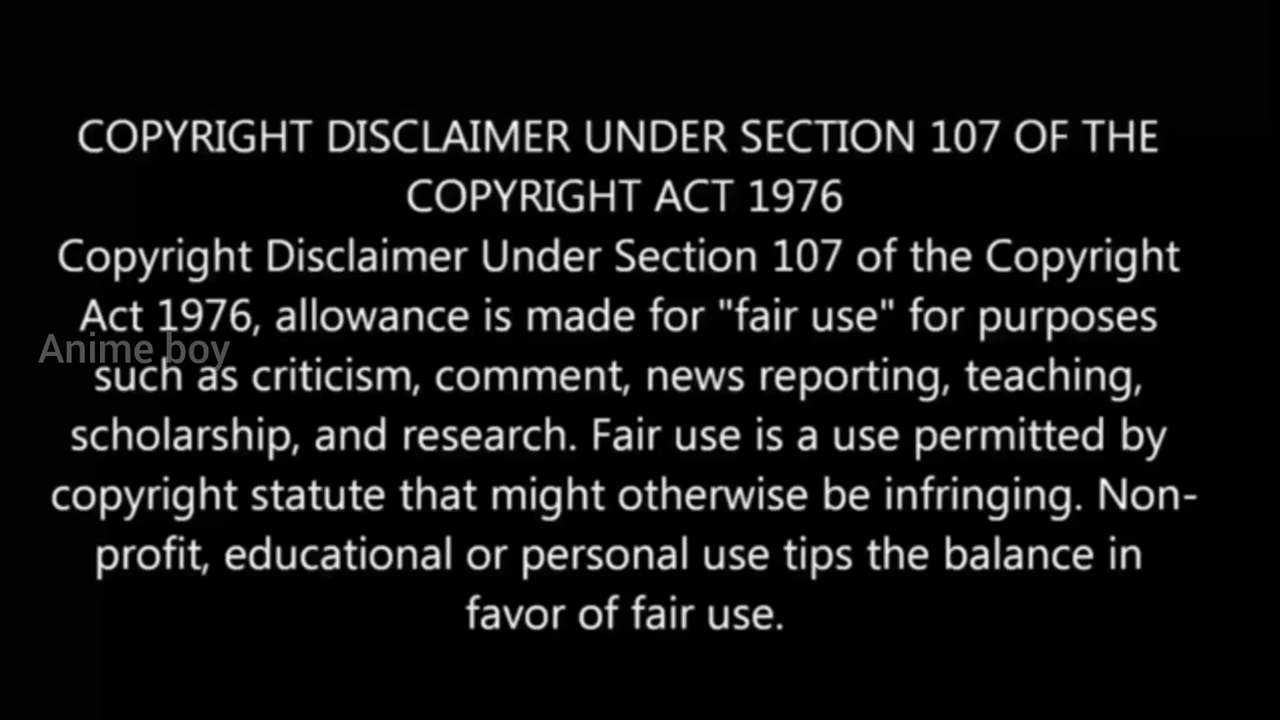 COPYRIGHT DISCLAIMER UNDER SECTION 107 OF THE
COPYRIGHT ACT 1976
Copyright Disclaimer Under Section 107 of the Copyright
Act 1976, allowance is made for "fair use" for purposes
Anime boy
such as criticism, comment, news reporting, teaching,
scholarship, and research. Fair use is a use permitted by
copyright statute that might otherwise be infringing. Non-
profit, educational or personal use tips the balance in
favor of fair use.